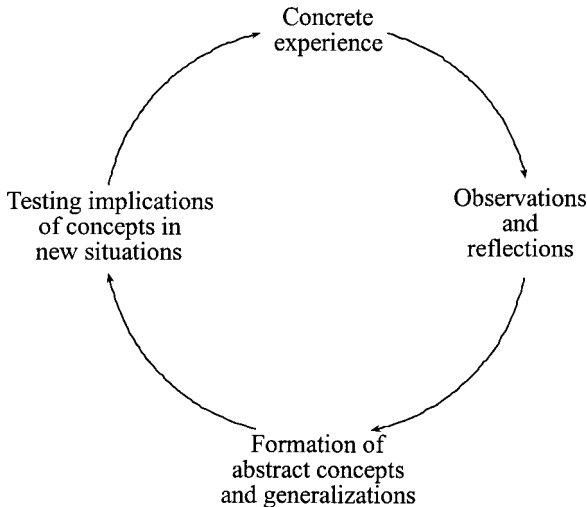 Concrete
experience
Observations
and
reflections
Formation of
abstract concepts
and generalizations
Testing implications
of concepts in
new situations